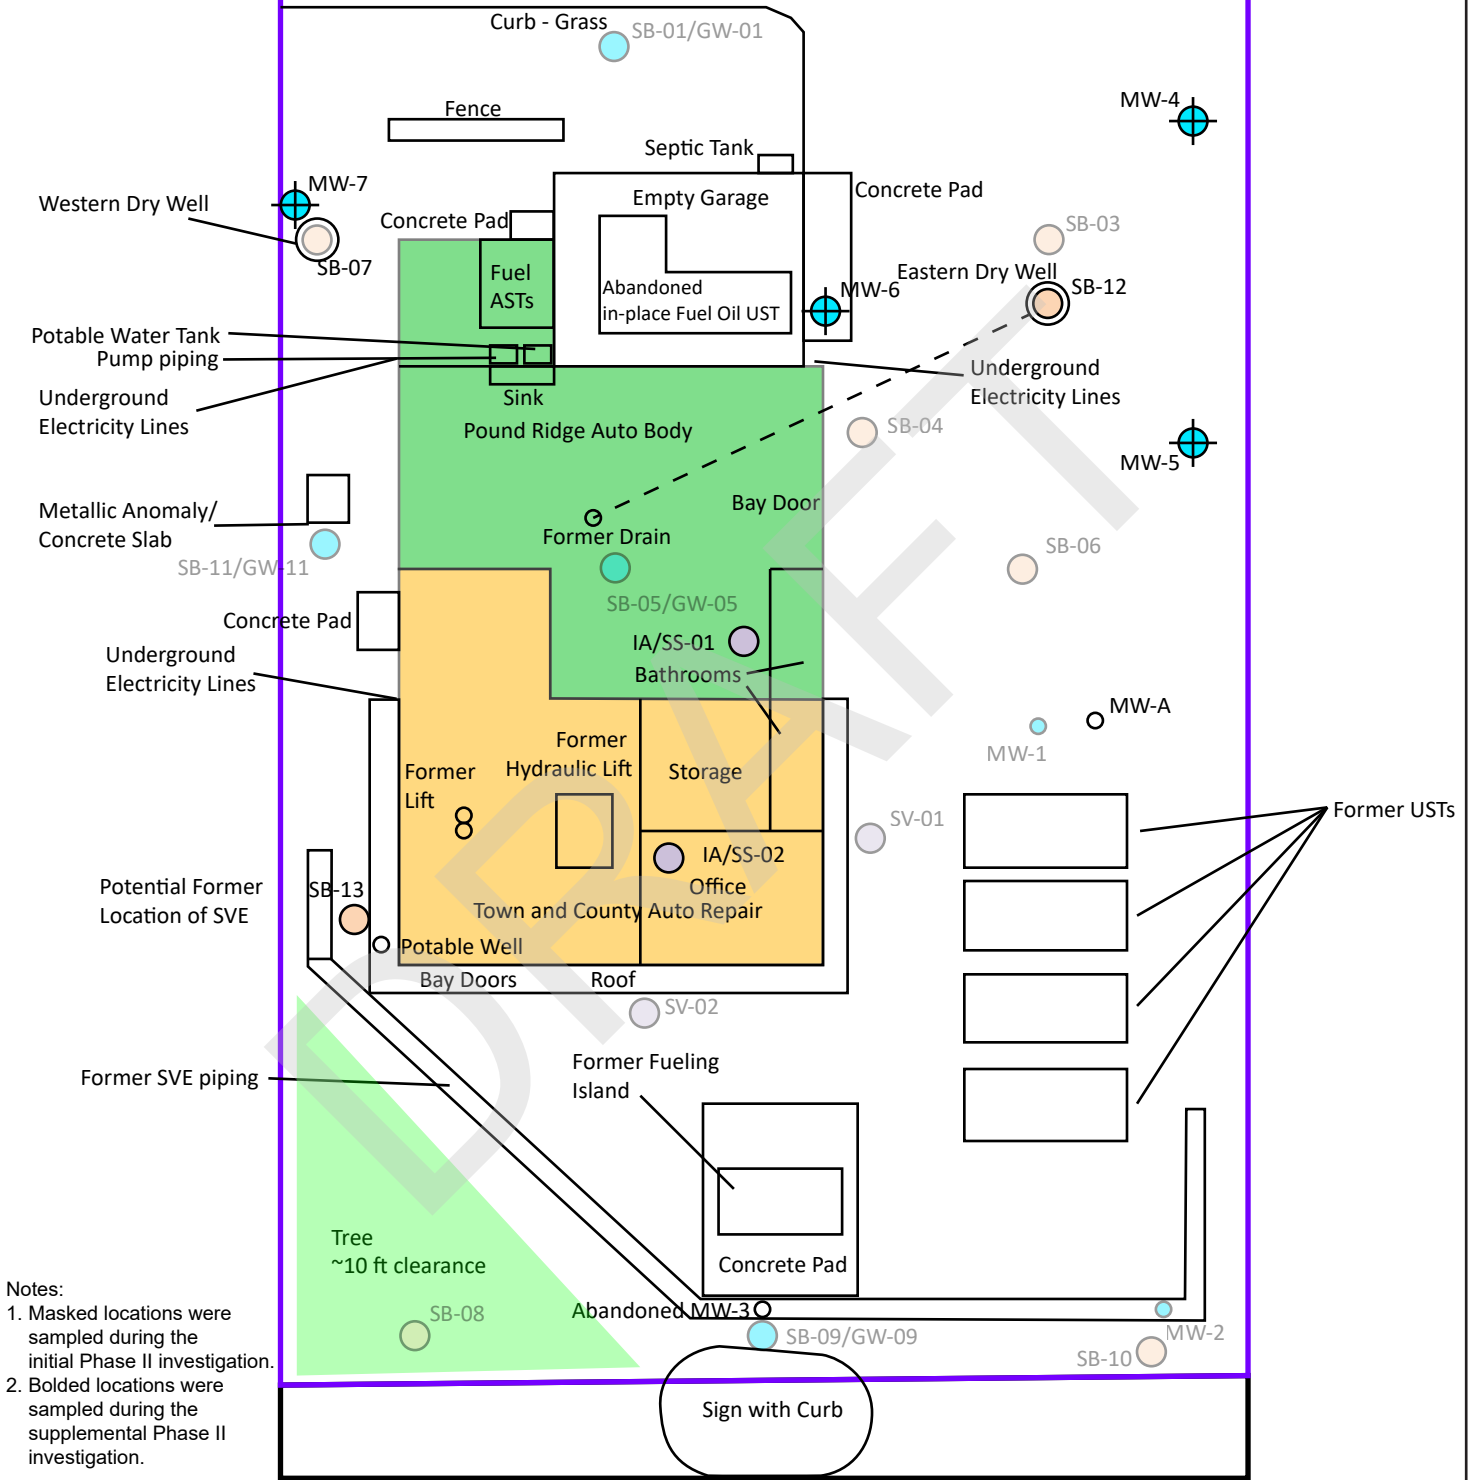 Curb - Grass
SB-01/GW-01
Fence
MW-4
Septic Tank
MW-7
Empty Garage
Concrete Pad
Western Dry Well
Concrete Pad
SB-03
SB-07
Fuel
ASTs
Abandoned
in-place Fuel Oil UST
MW-6
Eastern Dry Well
SB-12
Potable Water Tank
Pump piping
Underground
Electricity Lines
Sink
Underground
Electricity Lines
Pound Ridge Auto Body
SB-04
MW-5
Bay Door
Metallic Anomaly/
Concrete Slab
Former Drain
SB-11/GW-11
SB-06
SB-05/GW-05
Concrete Pad
IA/SS-01
Bathrooms
Underground
Electricity Lines
MW-A
MW-1
Former
Hydraulic Lift
Former
Lift
Storage
SV-01
Former USTs
IA/SS-02
Office
SB-13
Potential Former
Location of SVE
Town and County Auto Repair
Potable Well
Bay Doors
Roof
SV-02
Former SVE piping
Former Fueling
Island
Tree
~10 ft clearance
Concrete Pad
SB-08
Abandoned MW-3
SB-09/GW-09
MW-2
SB-10
Sign with Curb
Notes:
1. Masked locations were
sampled during the
initial Phase II investigation.
2. Bolded locations were
sampled during the
supplemental Phase II
investigation.
DRAFT